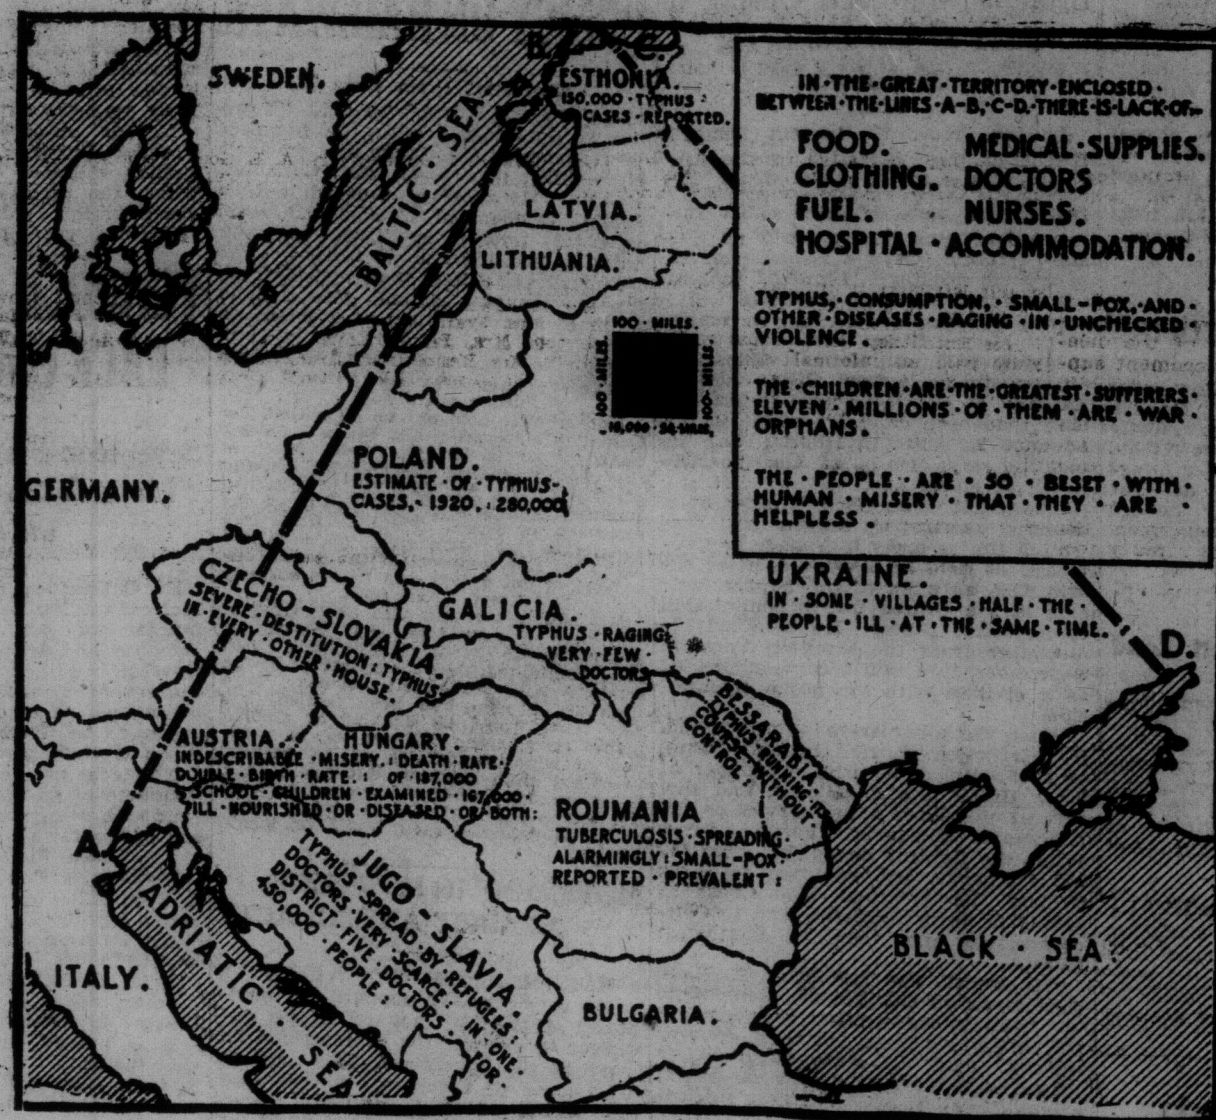 SWEDEN.
BALTIC · SEA
B.
C.
ESTHONIA.
150,000 · TYPHUS ·
CASES · REPORTED.
LATVIA.
LITHUANIA.
100 · MILES.
100 · MILES.
100 · MILES.
10,000 · SQ. MILES.
IN · THE · GREAT · TERRITORY · ENCLOSED ·
BETWEEN · THE · LINES · A-B, · C-D. · THERE · IS · LACK · OF:-
FOOD. MEDICAL · SUPPLIES.
CLOTHING. DOCTORS
FUEL. NURSES.
HOSPITAL · ACCOMMODATION.
TYPHUS, · CONSUMPTION, · SMALL-POX, · AND ·
OTHER · DISEASES · RAGING · IN · UNCHECKED ·
VIOLENCE.
THE · CHILDREN · ARE · THE · GREATEST · SUFFERERS ·
ELEVEN · MILLIONS · OF · THEM · ARE · WAR ·
ORPHANS.
THE · PEOPLE · ARE · SO · BESET · WITH ·
HUMAN · MISERY · THAT · THEY · ARE ·
HELPLESS.
GERMANY.
POLAND.
ESTIMATE · OF · TYPHUS ·
CASES, · 1920, : 280,000
CZECHO-SLOVAKIA.
SEVERE · DESTITUTION : TYPHUS ·
IN · EVERY · OTHER · HOUSE.
GALICIA.
TYPHUS · RAGING
VERY · FEW ·
DOCTORS
UKRAINE.
IN · SOME · VILLAGES · HALF · THE ·
PEOPLE · ILL · AT · THE · SAME · TIME.
D.
BESSARABIA.
TYPHUS · RUNNING · ITS
COURSE · WITHOUT ·
CONTROL :
AUSTRIA. HUNGARY.
INDESCRIBABLE · MISERY. : DEATH · RATE ·
DOUBLE · BIRTH · RATE. : OF · 187,000
SCHOOL · CHILDREN · EXAMINED · 167,000 ·
ILL · NOURISHED · OR · DISEASED · OR · BOTH :
ROUMANIA
TUBERCULOSIS · SPREADING ·
ALARMINGLY : SMALL-POX ·
REPORTED · PREVALENT :
A.
JUGO-SLAVIA.
TYPHUS · SPREAD · BY · REFUGEES :
DOCTORS · VERY · SCARCE : IN · ONE ·
DISTRICT · FIVE · DOCTORS · FOR ·
450,000 · PEOPLE :
ADRIATIC · SEA
ITALY.
BULGARIA.
BLACK · SEA.